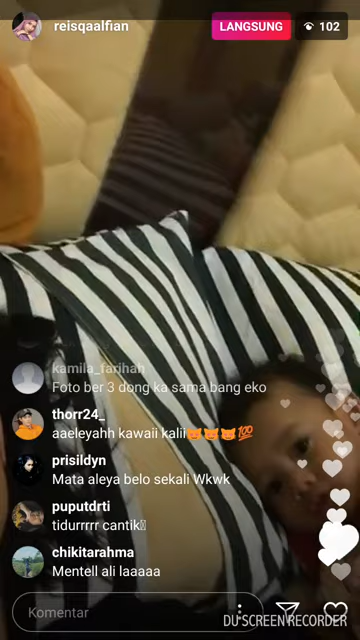 reisqaalfian
LANGSUNG
102
kamila_farihah
Foto ber 3 dong ka sama bang eko
thorr24_
aaeleyahh kawaii kalii🐱🐱🐱💯
prisildyn
Mata aleya belo sekali Wkwk
puputdrti
tidurrrrr cantik
chikitarahma
Mentell ali laaaaa
Komentar
DU SCREEN RECORDER